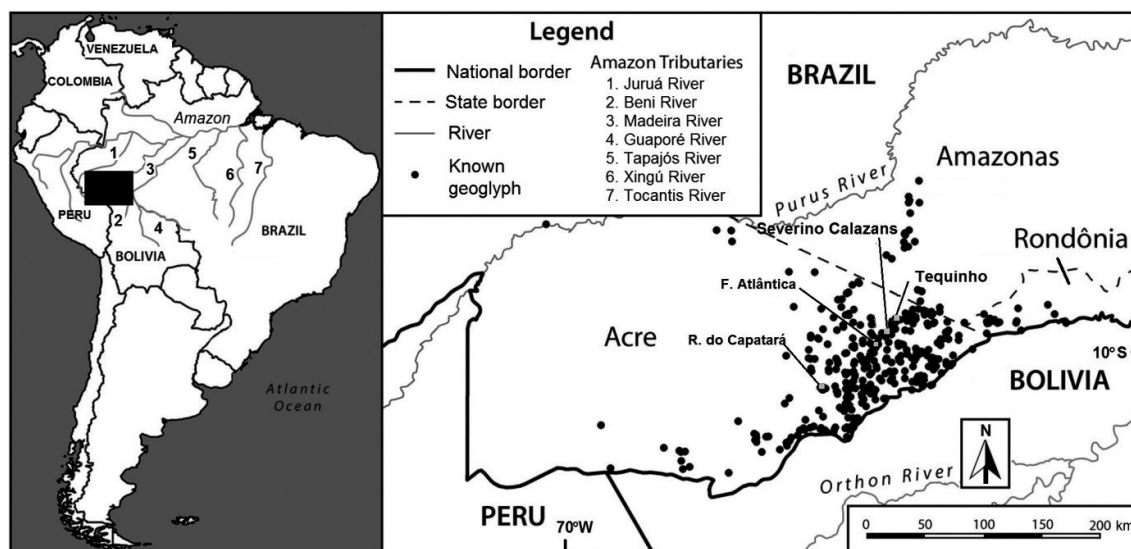 VENEZUELA
COLOMBIA
Amazon
1
3
5
6
7
PERU
2
4
BRAZIL
BOLIVIA
Atlantic
Ocean
Legend
National border
State border
River
Known
geoglyph
Amazon Tributaries
1. Juruá River
2. Beni River
3. Madeira River
4. Guaporé River
5. Tapajós River
6. Xingú River
7. Tocantis River
BRAZIL
Amazonas
Purus River
Severino Calazans
Rondônia
Tequinho
F. Atlântica
Acre
R. do Capatará
10ºS
BOLIVIA
N
Orthon River
PERU
70ºW
0 50 100 150 200 km